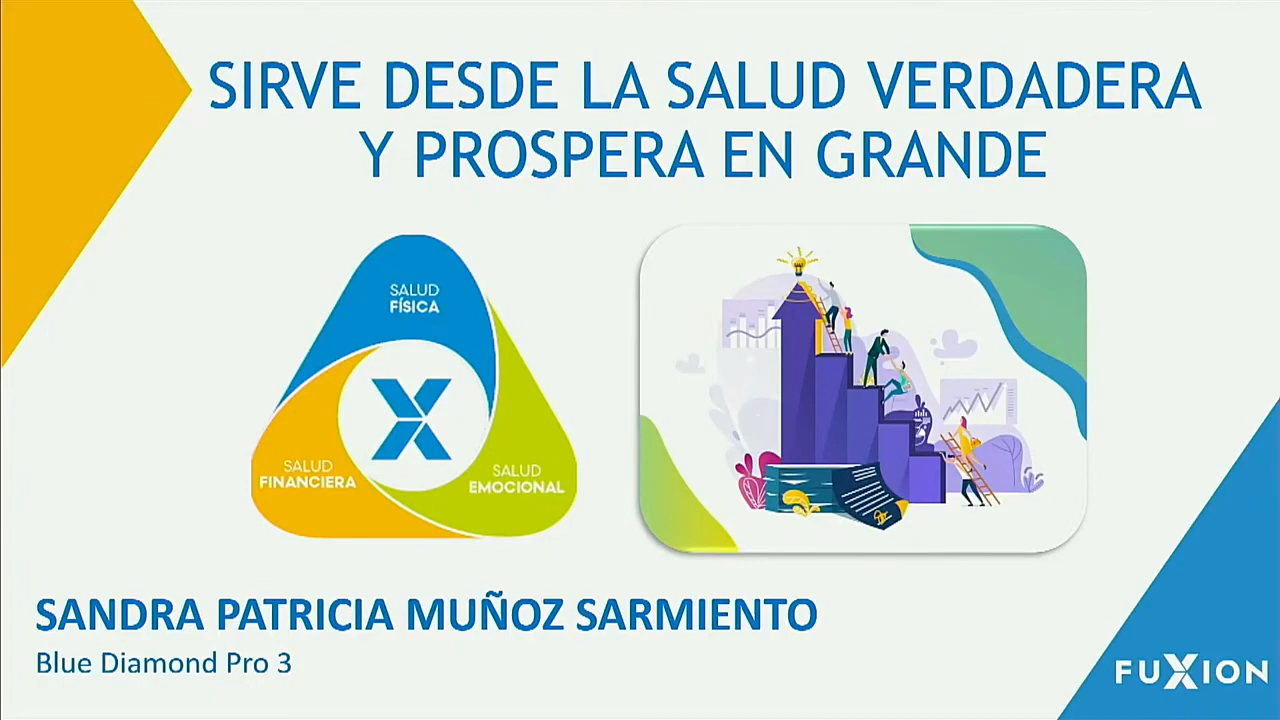 SIRVE DESDE LA SALUD VERDADERA
Y PROSPERA EN GRANDE
SALUD
FÍSICA
SALUD
FINANCIERA
SALUD
EMOCIONAL
SANDRA PATRICIA MUÑOZ SARMIENTO
Blue Diamond Pro 3
FUXION